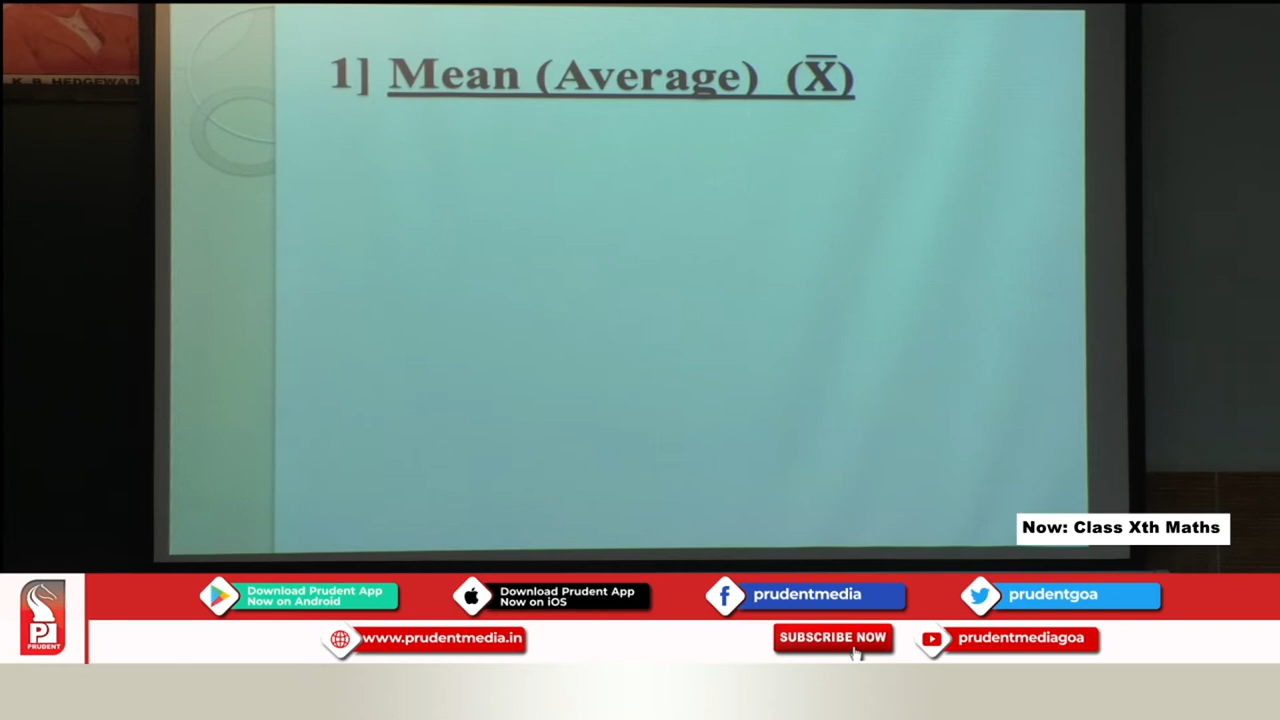 K. B. HEDGEWAR
1] Mean (Average) (X̅)
Now: Class Xth Maths
Download Prudent App
Now on Android
Download Prudent App
Now on iOS
prudentmedia
prudentgoa
PRUDENT
www.prudentmedia.in
SUBSCRIBE NOW
prudentmediagoa